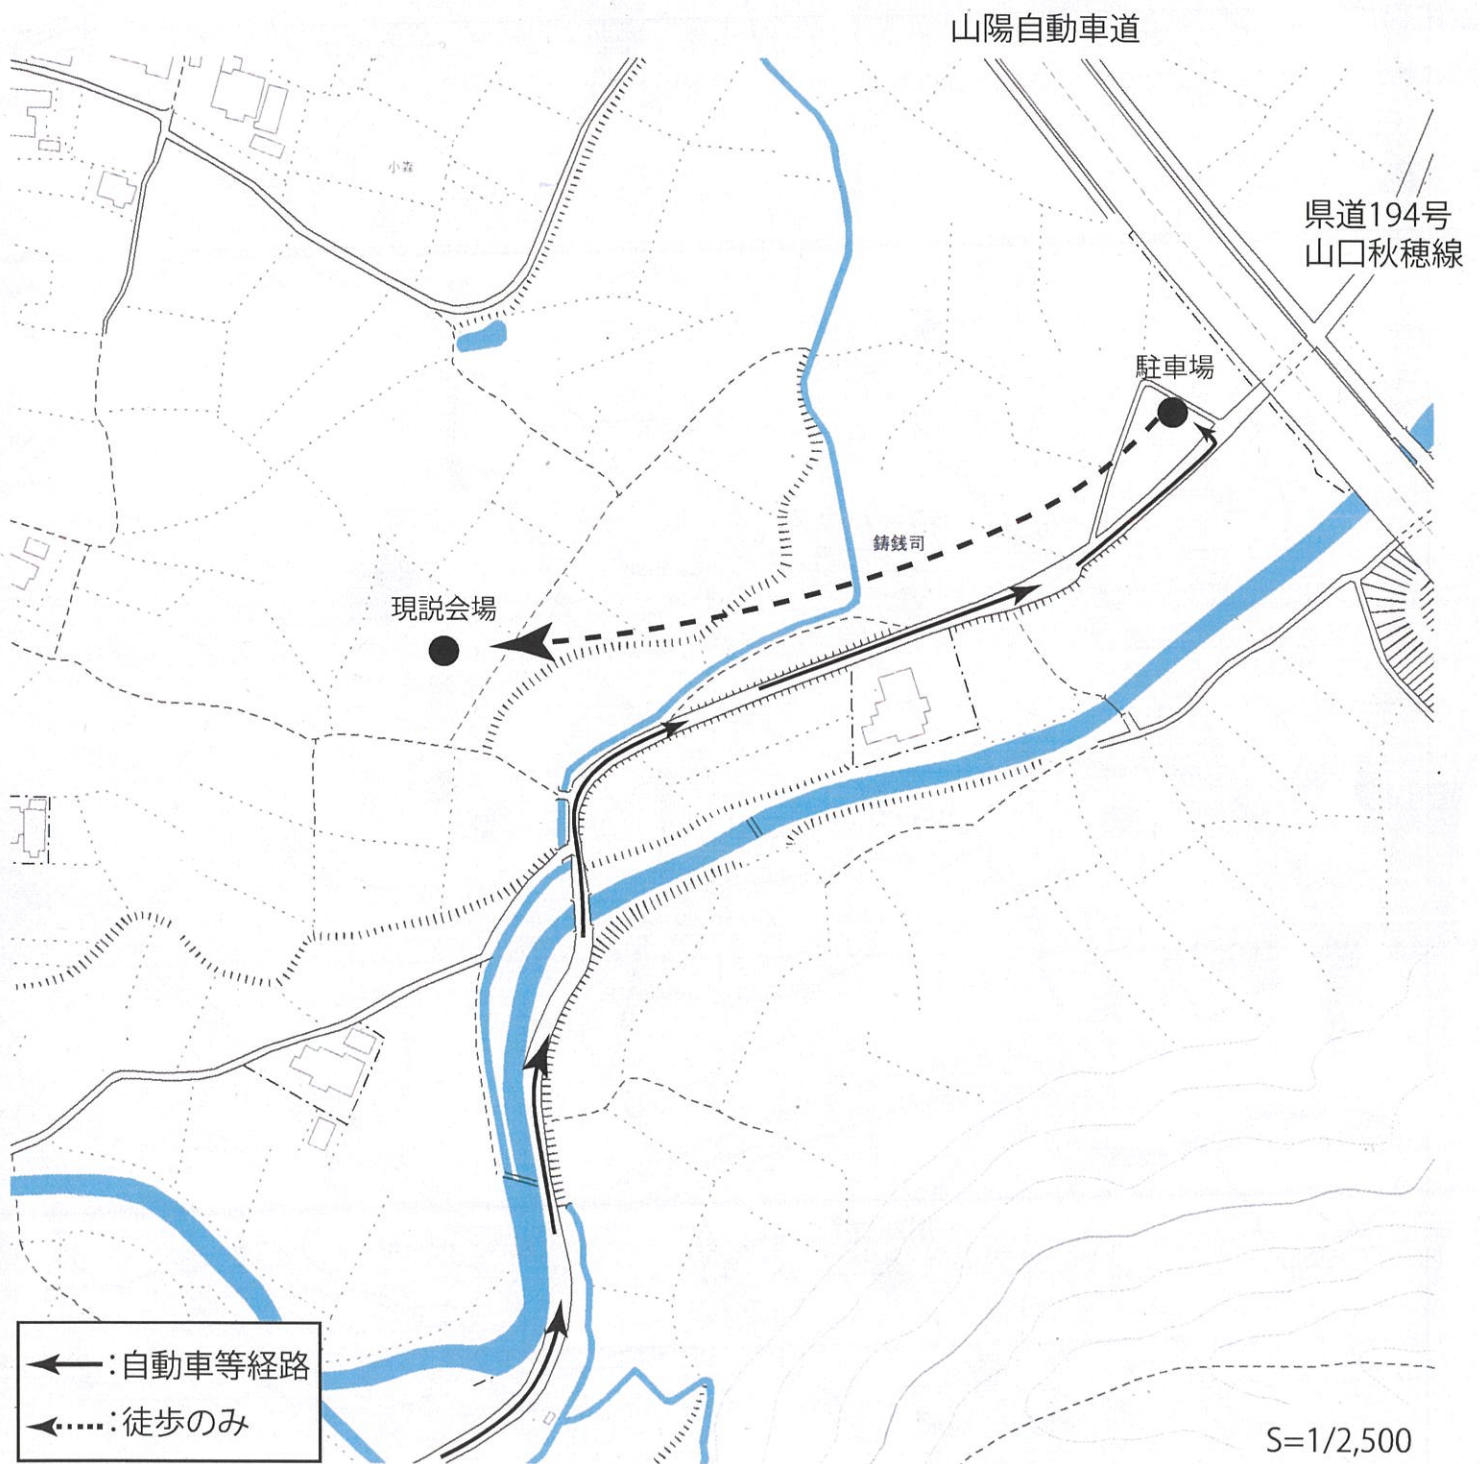 山陽自動車道
小森
県道194号
山口秋穂線
駐車場
鋳銭司
現説会場
:自動車等経路
:徒歩のみ
S=1/2,500